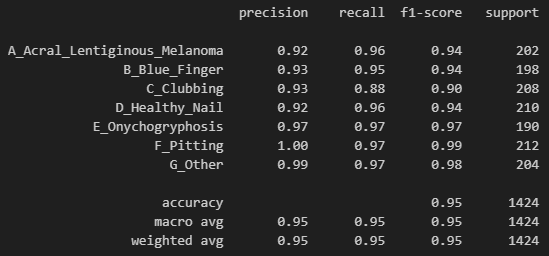 precision recall f1-score support
A_Acral_Lentiginous_Melanoma 0.92 0.96 0.94 202
B_Blue_Finger 0.93 0.95 0.94 198
C_Clubbing 0.93 0.88 0.90 208
D_Healthy_Nail 0.92 0.96 0.94 210
E_Onychogryphosis 0.97 0.97 0.97 190
F_Pitting 1.00 0.97 0.99 212
G_Other 0.99 0.97 0.98 204
accuracy 0.95 1424
macro avg 0.95 0.95 0.95 1424
weighted avg 0.95 0.95 0.95 1424